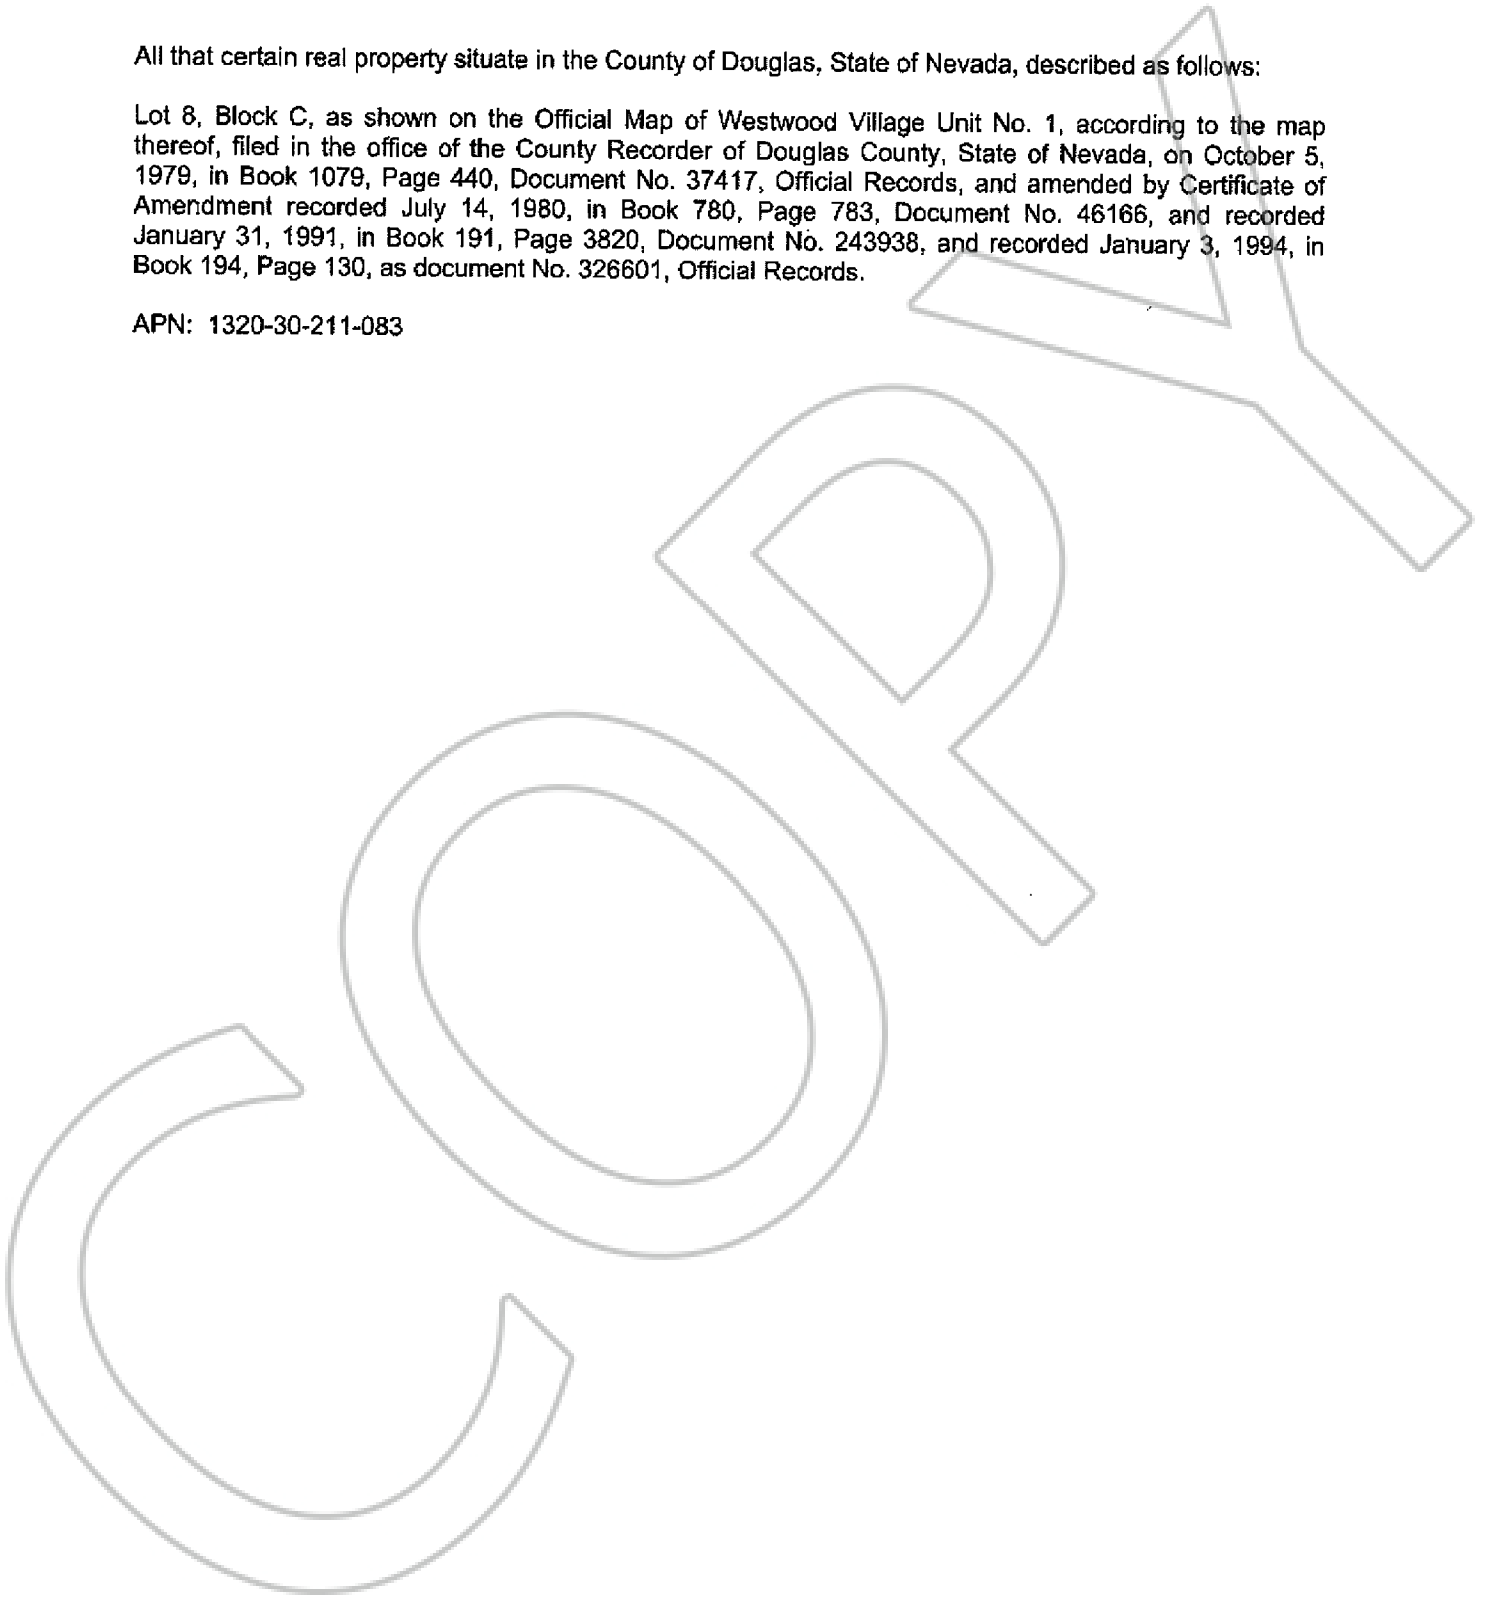 All that certain real property situate in the County of Douglas, State of Nevada, described as follows:
Lot 8, Block C, as shown on the Official Map of Westwood Village Unit No. 1, according to the map
thereof, filed in the office of the County Recorder of Douglas County, State of Nevada, on October 5,
1979, in Book 1079, Page 440, Document No. 37417, Official Records, and amended by Certificate of
Amendment recorded July 14, 1980, in Book 780, Page 783, Document No. 46166, and recorded
January 31, 1991, in Book 191, Page 3820, Document No. 243938, and recorded January 3, 1994, in
Book 194, Page 130, as document No. 326601, Official Records.
APN: 1320-30-211-083
COPY